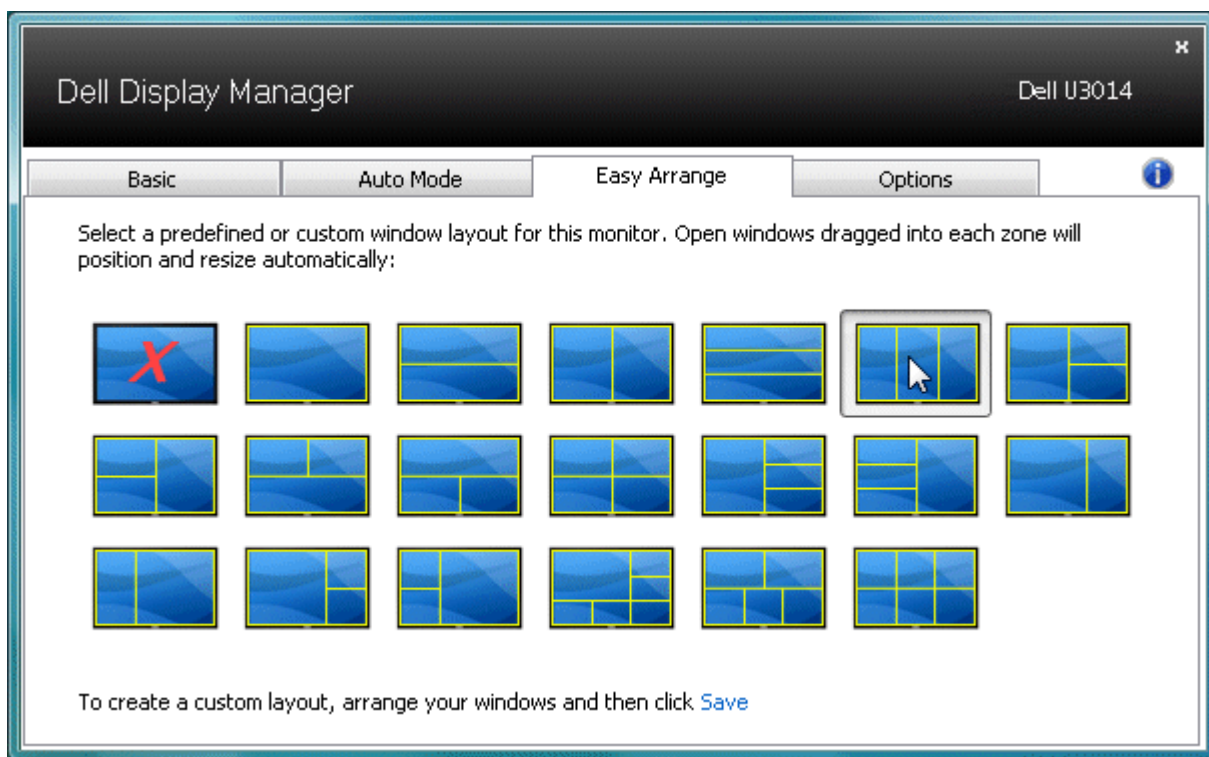 Dell Display Manager
Dell U3014
Basic
Auto Mode
Easy Arrange
Options
Select a predefined or custom window layout for this monitor. Open windows dragged into each zone will
position and resize automatically:
To create a custom layout, arrange your windows and then click Save